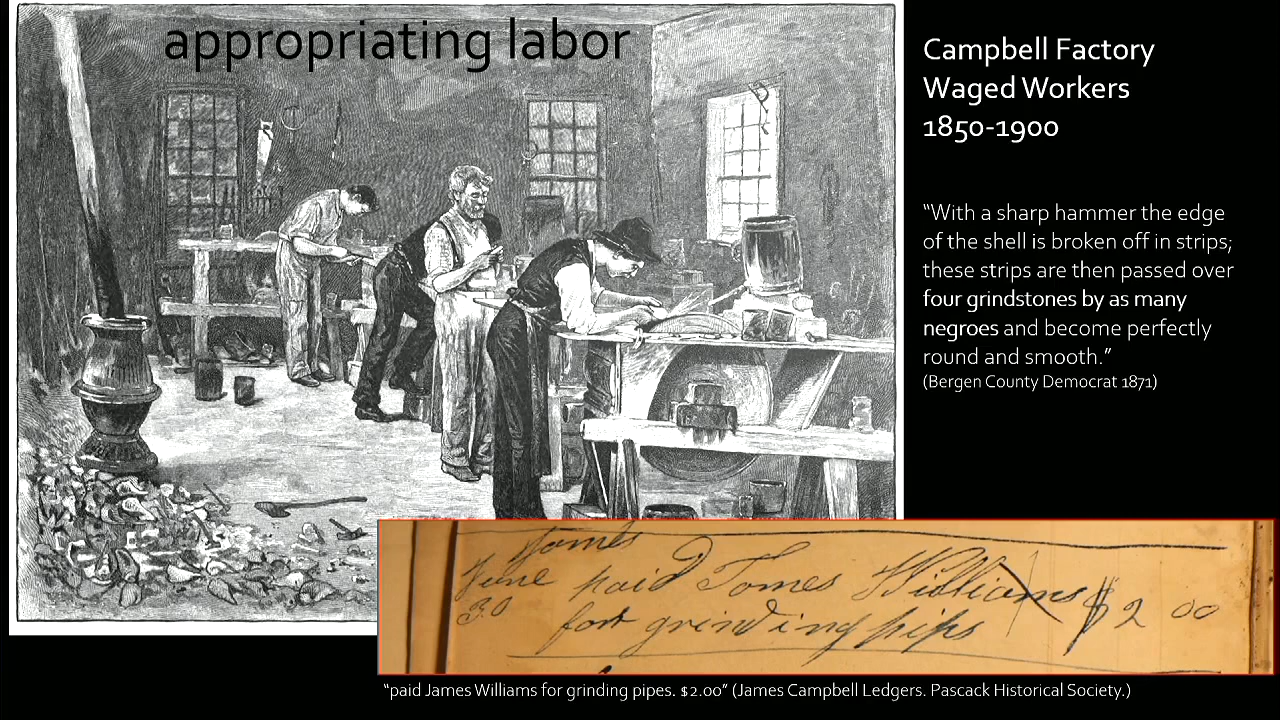 appropriating labor
Campbell Factory
Waged Workers
1850-1900
“With a sharp hammer the edge
of the shell is broken off in strips;
these strips are then passed over
four grindstones by as many
negroes and become perfectly
round and smooth.”
(Bergen County Democrat 1871)
James
June paid James Williams $2 00
30 for grinding pips
“paid James Williams for grinding pipes. $2.00” (James Campbell Ledgers. Pascack Historical Society.)